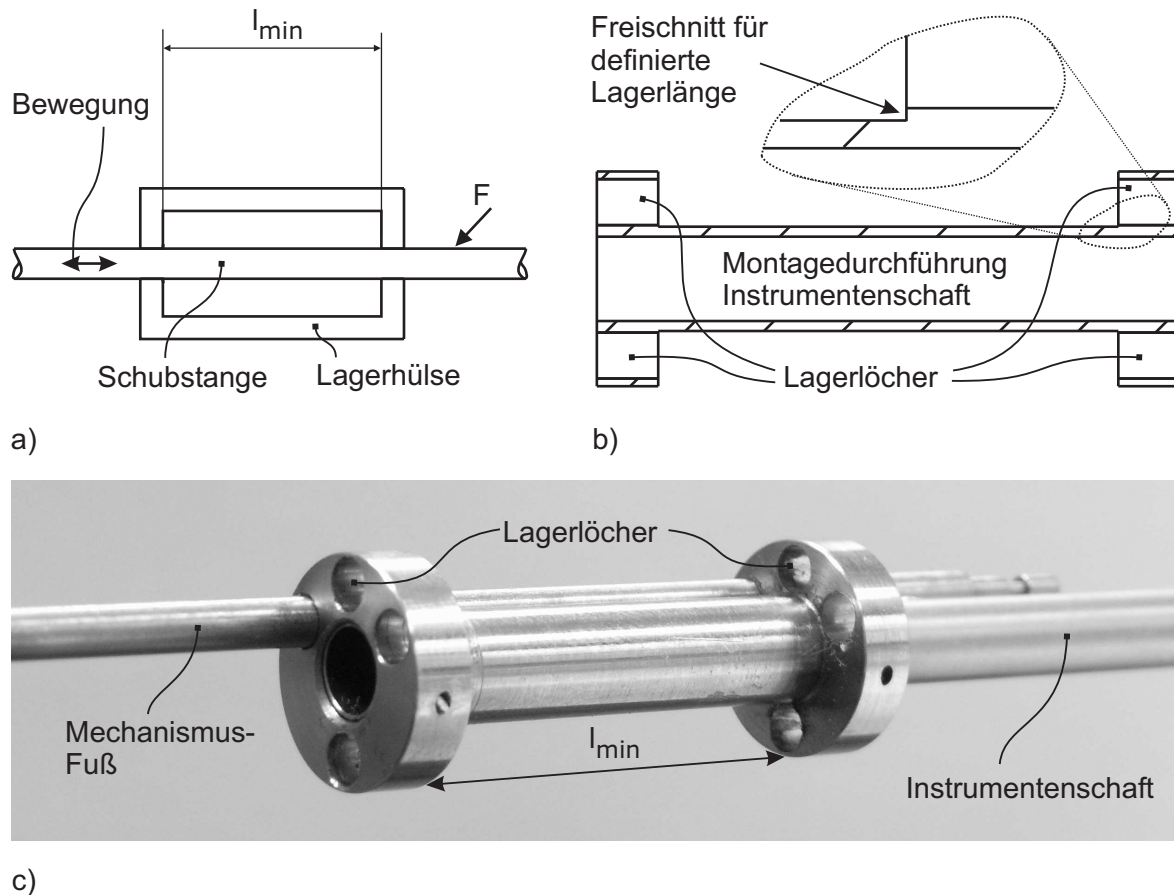 l_min
Bewegung
F
Schubstange
Lagerhülse
a)
Freischnitt für
definierte
Lagerlänge
Montagedurchführung
Instrumentenschaft
Lagerlöcher
b)
Lagerlöcher
Mechanismus-
Fuß
l_min
Instrumentenschaft
c)